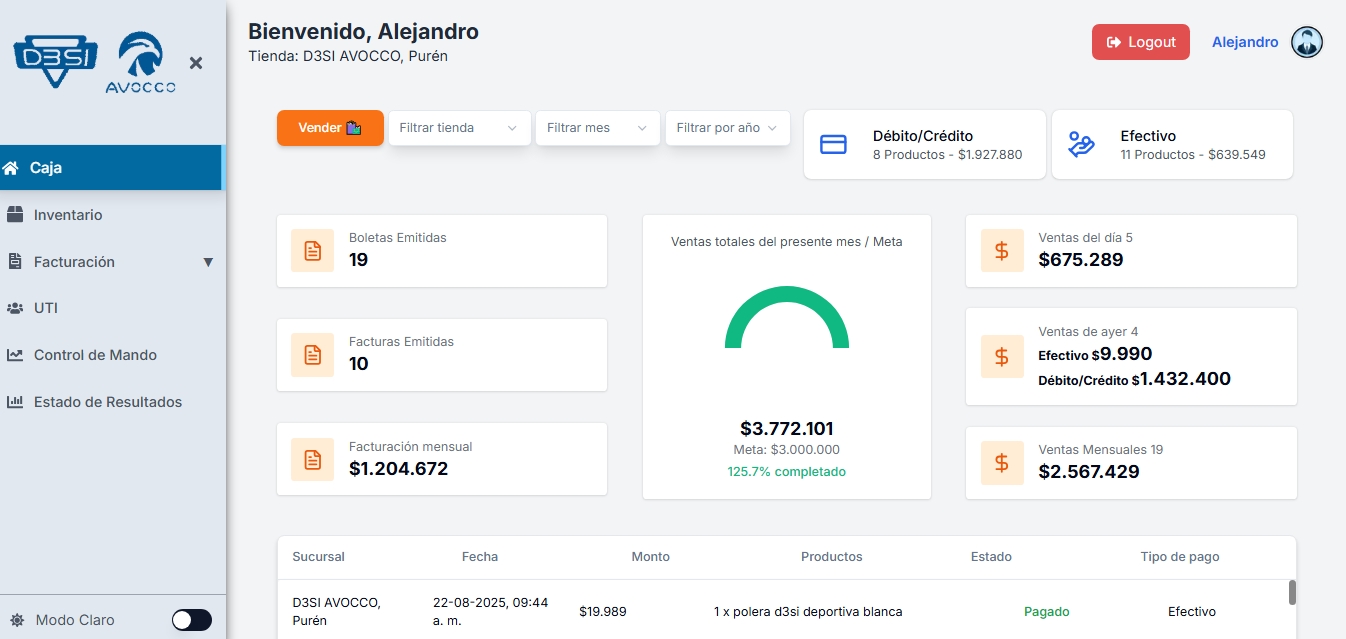 D3SI
AVOCCO
Caja
Inventario
Facturación
UTI
Control de Mando
Estado de Resultados
Modo Claro
Bienvenido, Alejandro
Tienda: D3SI AVOCCO, Purén
Logout
Alejandro
Vender
Filtrar tienda
Filtrar mes
Filtrar por año
Débito/Crédito
8 Productos - $1.927.880
Efectivo
11 Productos - $639.549
Boletas Emitidas
19
Facturas Emitidas
10
Facturación mensual
$1.204.672
Ventas totales del presente mes / Meta
$3.772.101
Meta: $3.000.000
125.7% completado
Ventas del día 5
$675.289
Ventas de ayer 4
Efectivo $9.990
Débito/Crédito $1.432.400
Ventas Mensuales 19
$2.567.429
Sucursal Fecha Monto Productos Estado Tipo de pago
D3SI AVOCCO,
Purén
22-08-2025, 09:44
a. m.
$19.989
1 x polera d3si deportiva blanca
Pagado
Efectivo